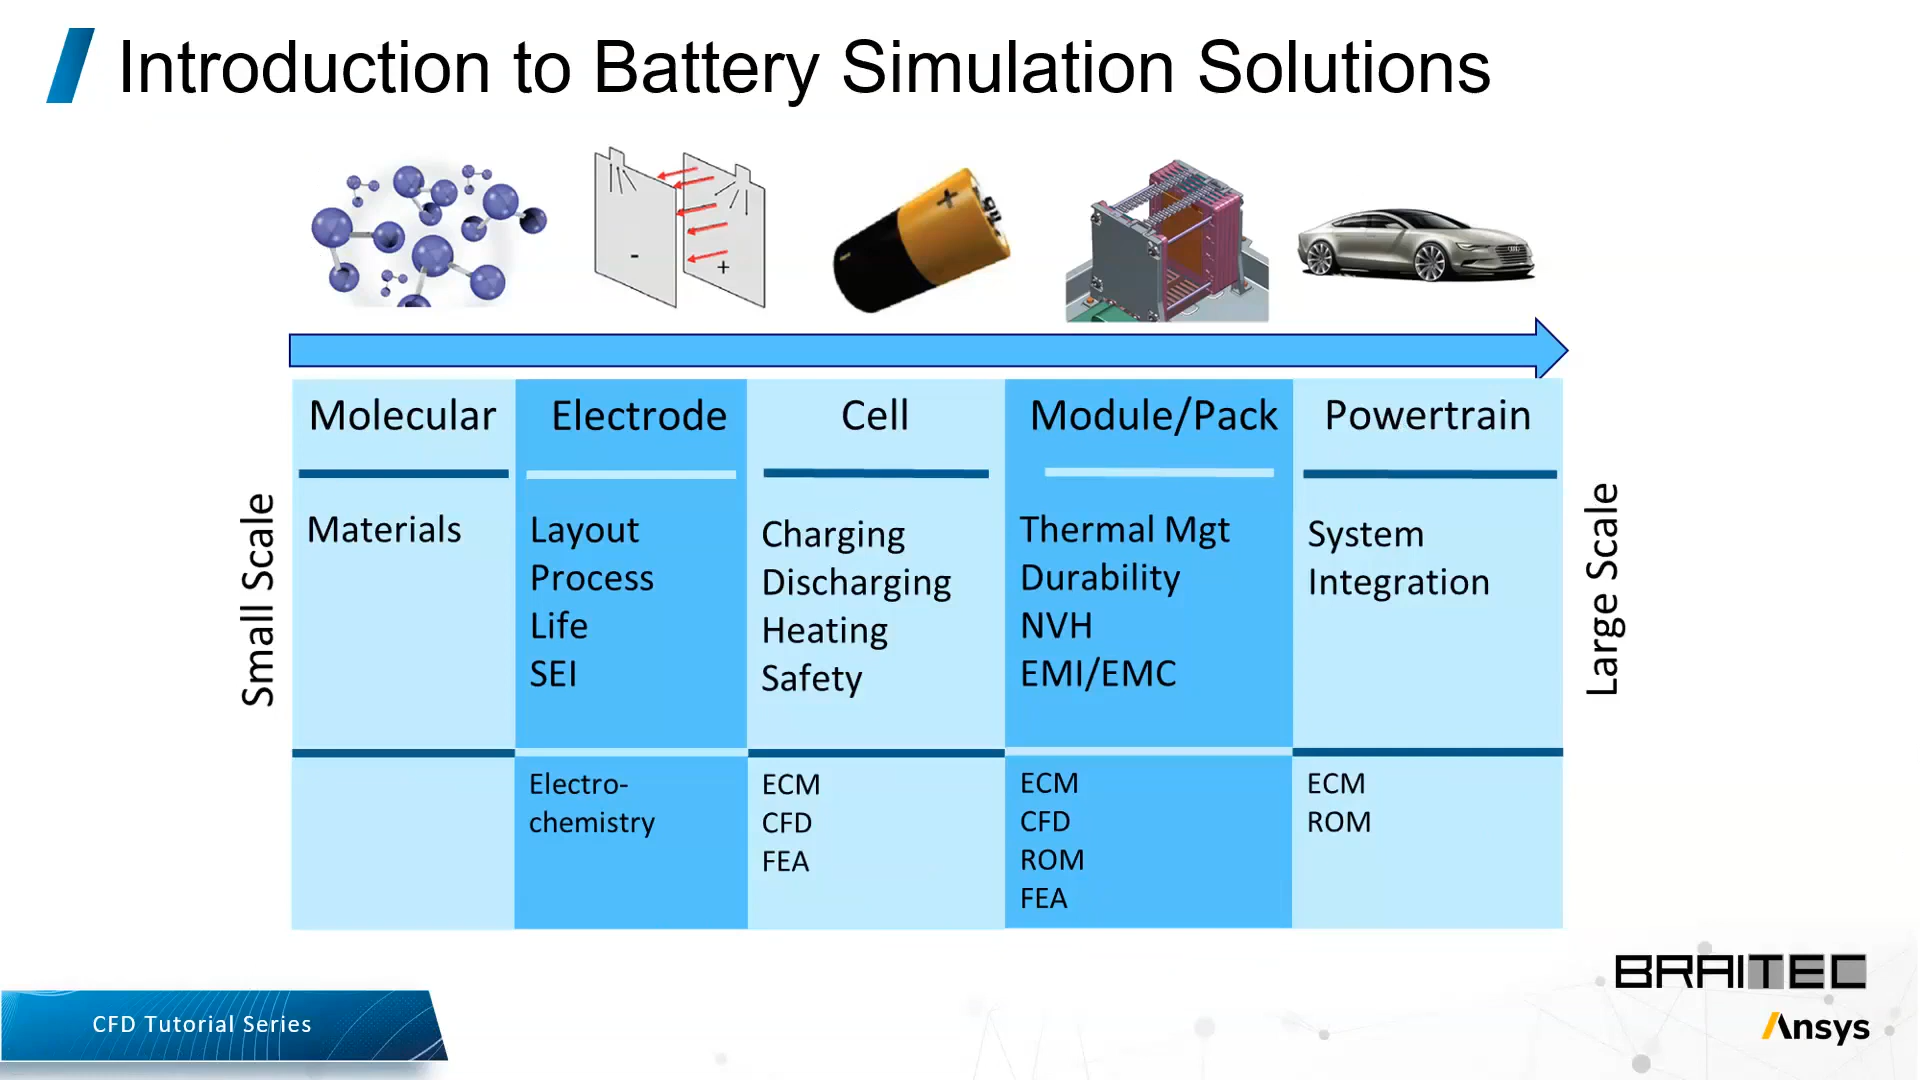 Introduction to Battery Simulation Solutions
-
+
+
Small Scale
Large Scale
Molecular
Materials
Electrode
Layout
Process
Life
SEI
Electro-
chemistry
Cell
Charging
Discharging
Heating
Safety
ECM
CFD
FEA
Module/Pack
Thermal Mgt
Durability
NVH
EMI/EMC
ECM
CFD
ROM
FEA
Powertrain
System
Integration
ECM
ROM
CFD Tutorial Series
BRAITEC
Ansys